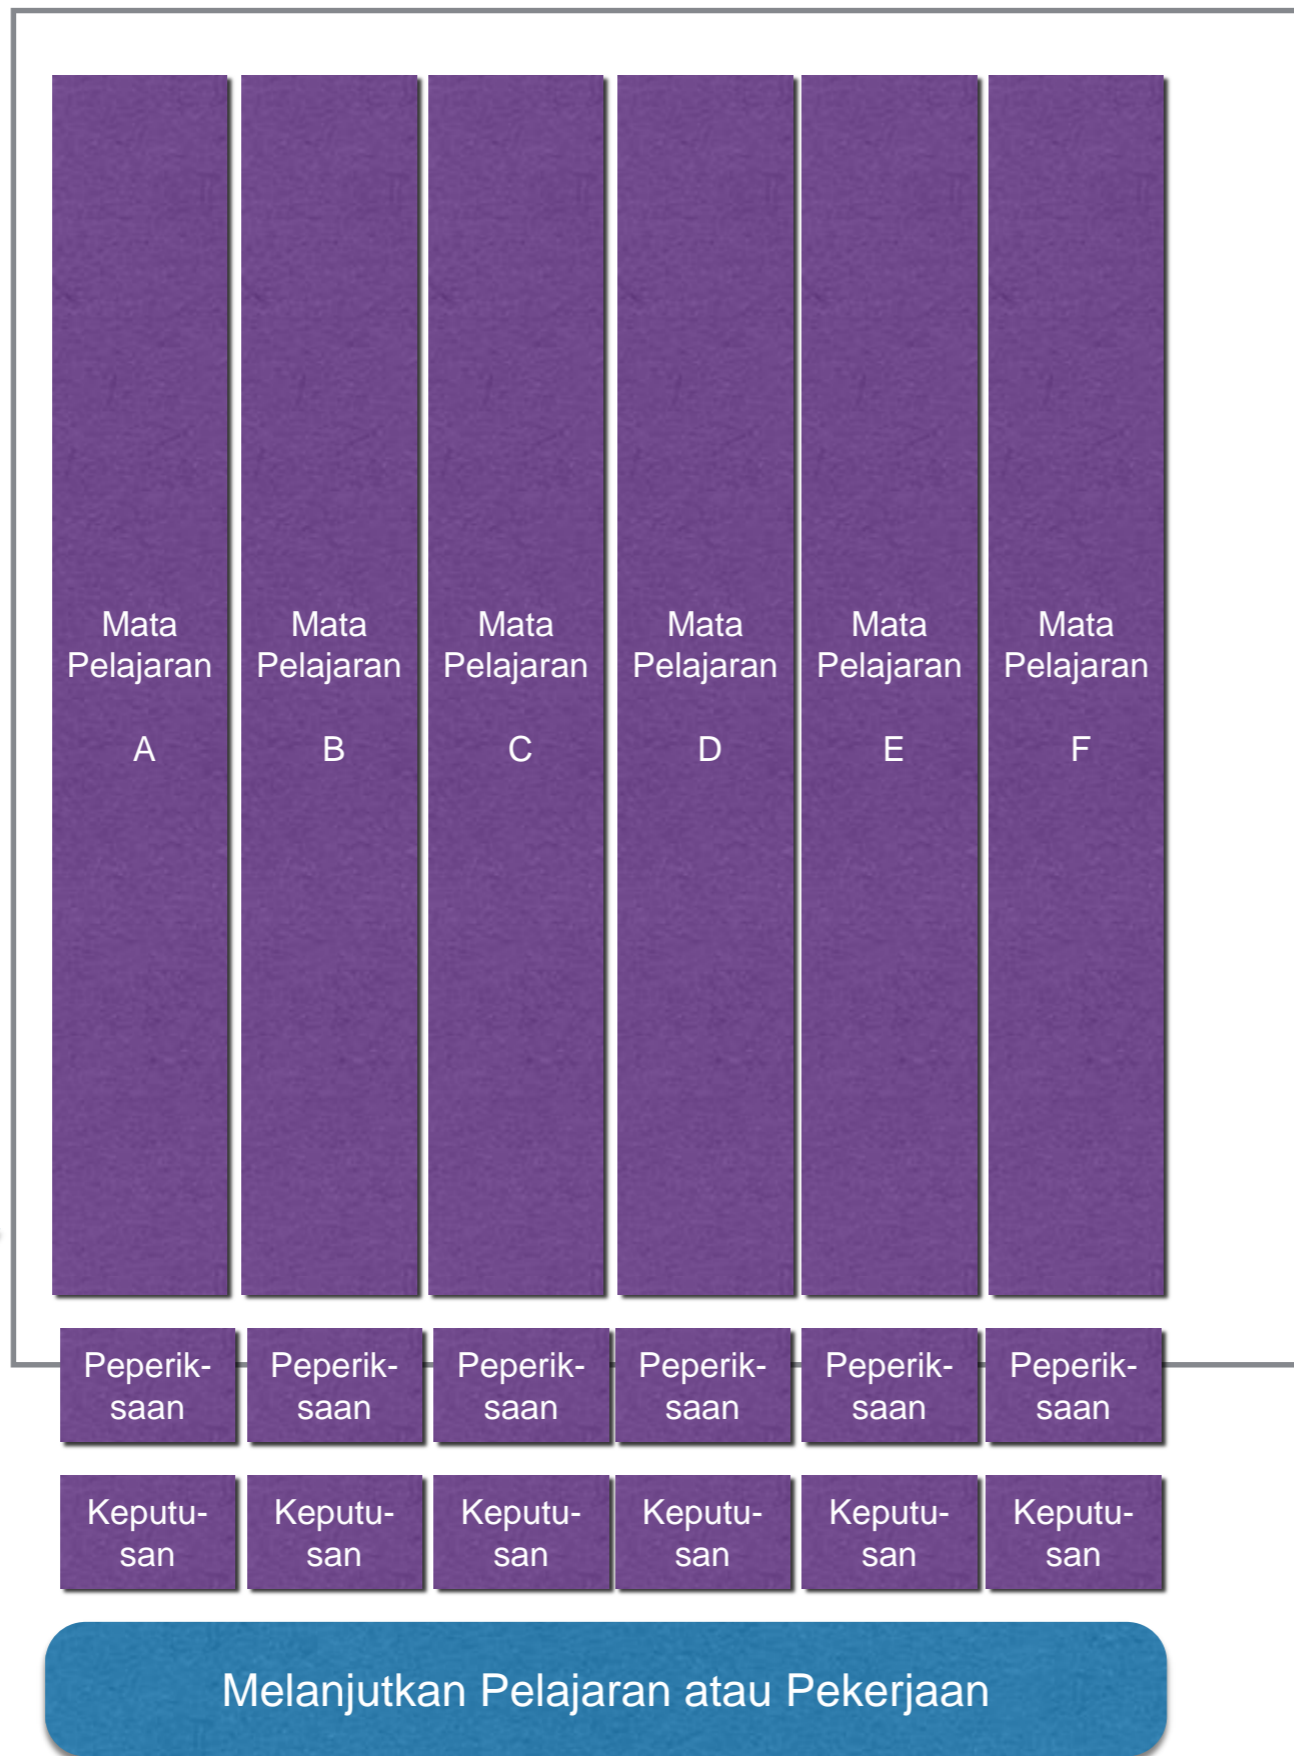 Mata
Pelajaran
A
Mata
Pelajaran
B
Mata
Pelajaran
C
Mata
Pelajaran
D
Mata
Pelajaran
E
Mata
Pelajaran
F
Peperik-
saan
Peperik-
saan
Peperik-
saan
Peperik-
saan
Peperik-
saan
Peperik-
saan
Keputu-
san
Keputu-
san
Keputu-
san
Keputu-
san
Keputu-
san
Keputu-
san
Melanjutkan Pelajaran atau Pekerjaan